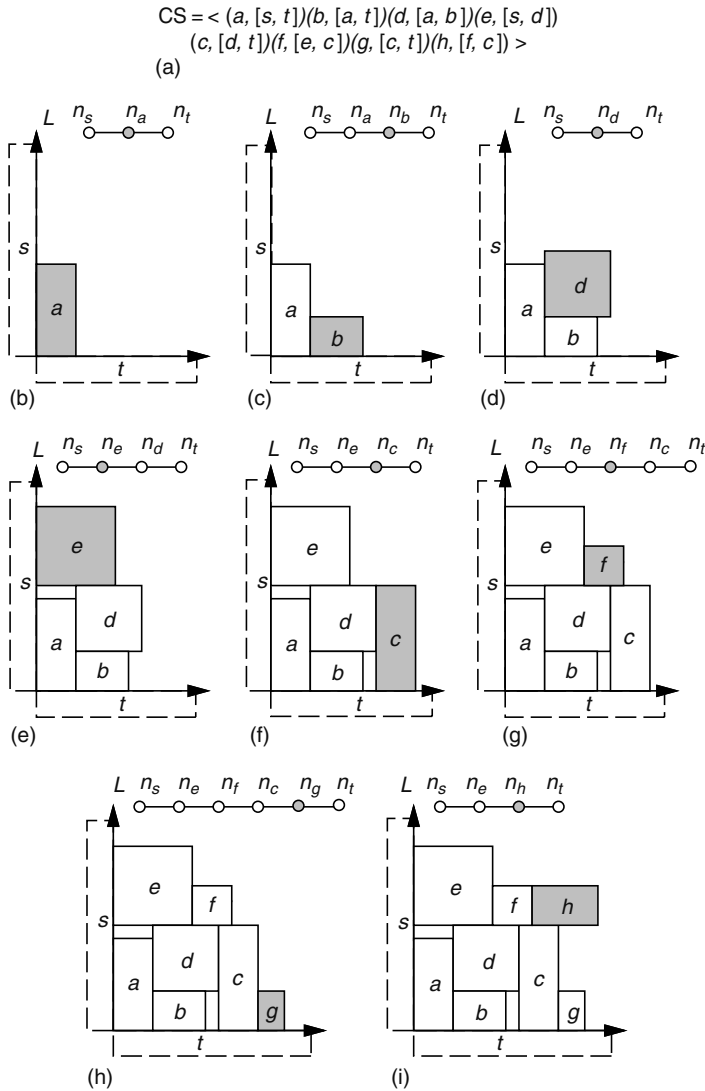 CS = < (a, [s, t])(b, [a, t])(d, [a, b])(e, [s, d])
(c, [d, t])(f, [e, c])(g, [c, t])(h, [f, c]) >
(a)
L n_s n_a n_t
s
a
t
(b)
L n_s n_a n_b n_t
s
a
b
t
(c)
L n_s n_d n_t
s
d
a
b
t
(d)
L n_s n_e n_d n_t
e
s
d
a
b
t
(e)
L n_s n_e n_c n_t
e
s
d
a
c
b
t
(f)
L n_s n_e n_f n_c n_t
e
f
s
d
a
c
b
t
(g)
L n_s n_e n_f n_c n_g n_t
e
f
s
d
a
c
b
g
t
(h)
L n_s n_e n_h n_t
e
f
h
s
d
a
c
b
g
t
(i)